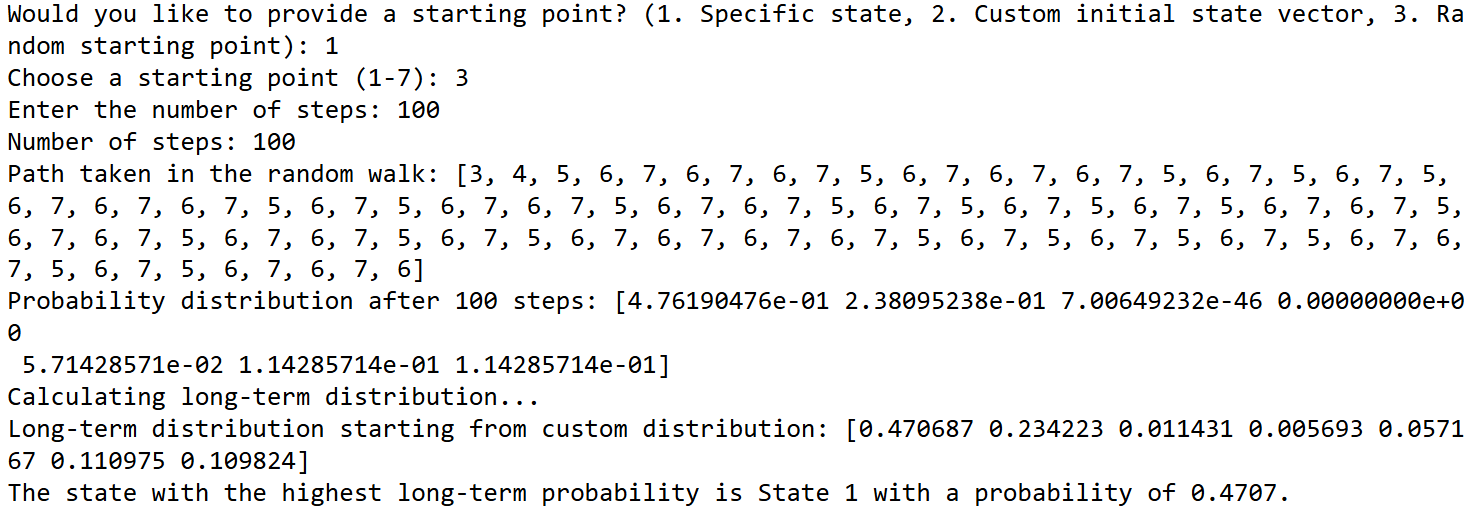 Would you like to provide a starting point? (1. Specific state, 2. Custom initial state vector, 3. Ra
ndom starting point): 1
Choose a starting point (1-7): 3
Enter the number of steps: 100
Number of steps: 100
Path taken in the random walk: [3, 4, 5, 6, 7, 6, 7, 6, 7, 5, 6, 7, 6, 7, 6, 7, 5, 6, 7, 5, 6, 7, 5,
6, 7, 6, 7, 6, 7, 5, 6, 7, 5, 6, 7, 6, 7, 5, 6, 7, 6, 7, 5, 6, 7, 5, 6, 7, 5, 6, 7, 5, 6, 7, 6, 7, 5,
6, 7, 6, 7, 5, 6, 7, 6, 7, 5, 6, 7, 5, 6, 7, 6, 7, 6, 7, 6, 7, 5, 6, 7, 5, 6, 7, 5, 6, 7, 5, 6, 7, 6,
7, 5, 6, 7, 5, 6, 7, 6, 7, 6]
Probability distribution after 100 steps: [4.76190476e-01 2.38095238e-01 7.00649232e-46 0.00000000e+0
0
 5.71428571e-02 1.14285714e-01 1.14285714e-01]
Calculating long-term distribution...
Long-term distribution starting from custom distribution: [0.470687 0.234223 0.011431 0.005693 0.0571
67 0.110975 0.109824]
The state with the highest long-term probability is State 1 with a probability of 0.4707.